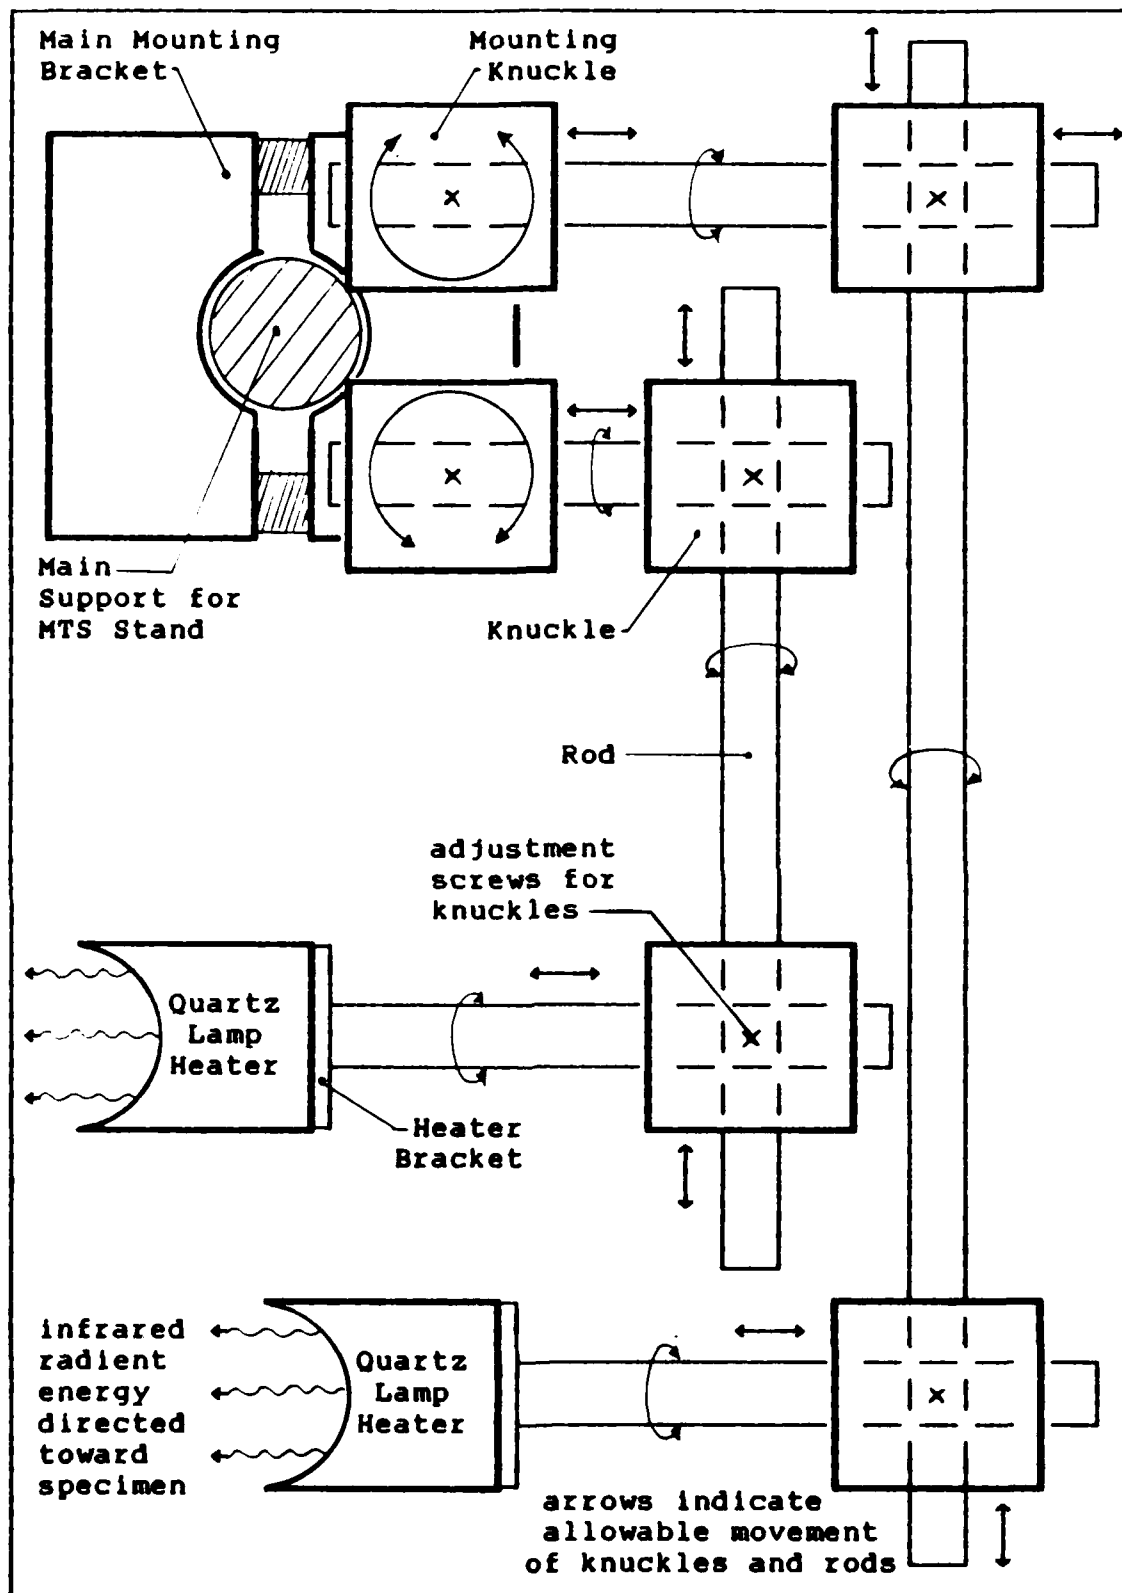 Main Mounting
Bracket
Mounting
Knuckle
Main
Support for
MTS Stand
Knuckle
Rod
adjustment
screws for
knuckles
Quartz
Lamp
Heater
Heater
Bracket
infrared
radient
energy
directed
toward
specimen
Quartz
Lamp
Heater
arrows indicate
allowable movement
of knuckles and rods